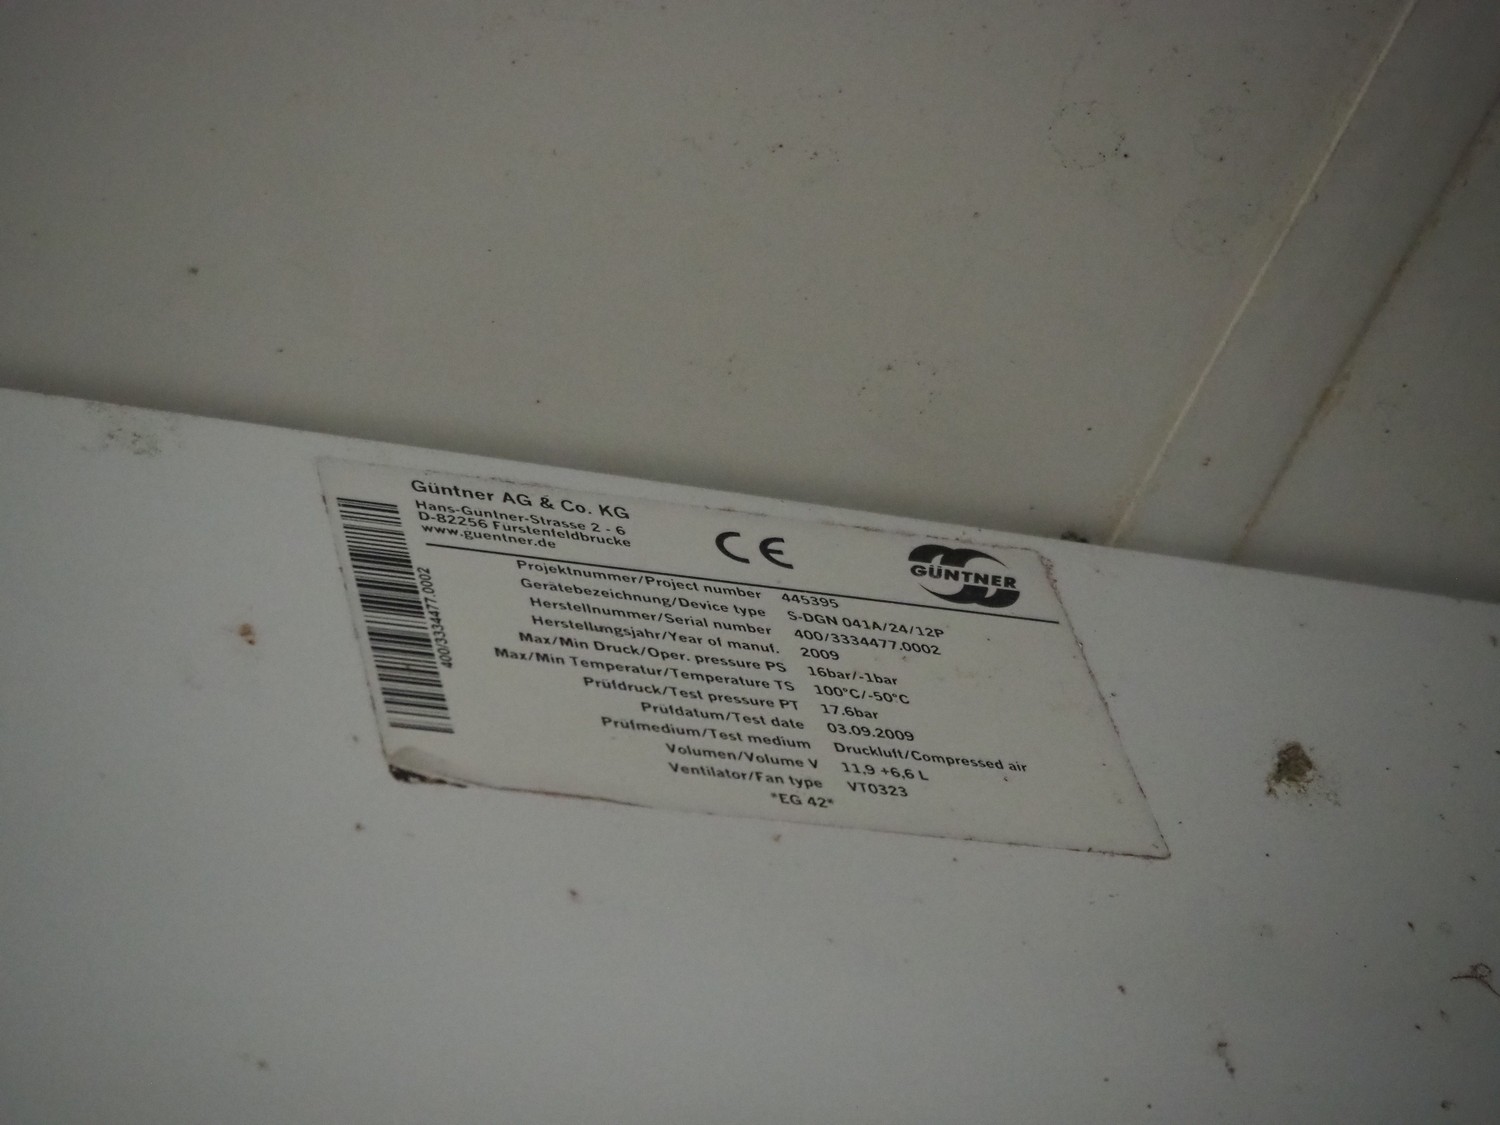 Güntner AG & Co. KG
Hans-Güntner-Strasse 2 - 6
D-82256 Fürstenfeldbrucke
www.guentner.de
CE
GÜNTNER
Projektnummer/Project number 445395
Gerätebezeichnung/Device type S-DGN 041A/24/12P
Herstellnummer/Serial number 400/3334477.0002
Herstellungsjahr/Year of manuf. 2009
Max/Min Druck/Oper. pressure PS 16bar/-1bar
Max/Min Temperatur/Temperature TS 100°C/-50°C
Prüfdruck/Test pressure PT 17.6bar
Prüfdatum/Test date 03.09.2009
Prüfmedium/Test medium Druckluft/Compressed air
Volumen/Volume V 11,9 +6,6 L
Ventilator/Fan type VT0323
*EG 42*
400/3334477.0002